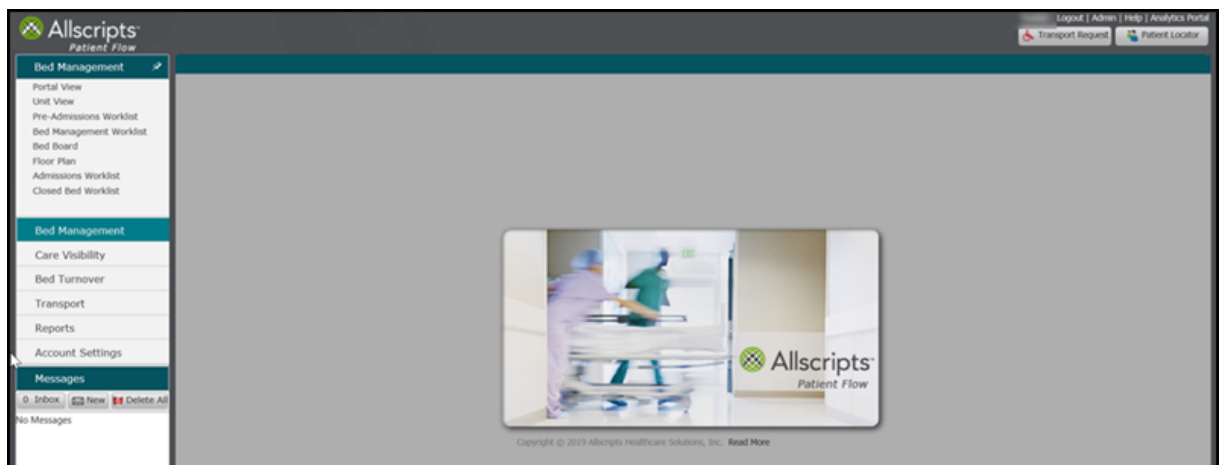 Allscripts™
Patient Flow
Logout | Admin | Help | Analytics Portal
Transport Request
Patient Locator
Bed Management
Portal View
Unit View
Pre-Admissions Worklist
Bed Management Worklist
Bed Board
Floor Plan
Admissions Worklist
Closed Bed Worklist
Bed Management
Care Visibility
Bed Turnover
Transport
Reports
Account Settings
Messages
0 Inbox
New
Delete All
No Messages
Allscripts™
Patient Flow
Copyright © 2019 Allscripts Healthcare Solutions, Inc. Read More